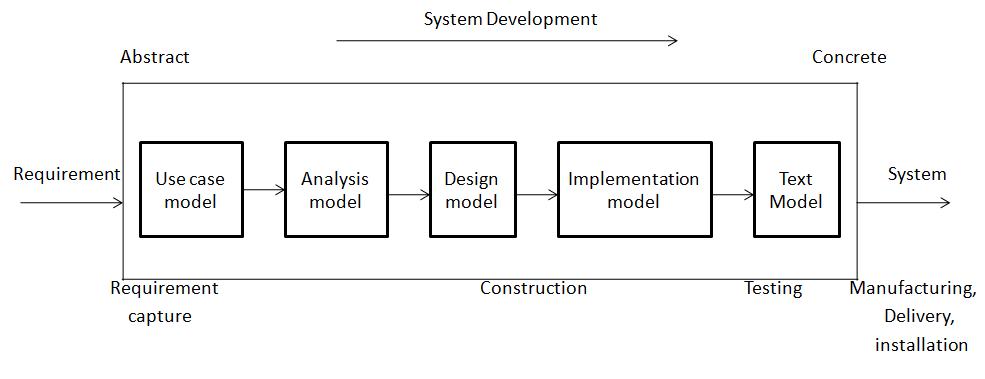 System Development
Abstract
Concrete
Requirement
Use case
model
Analysis
model
Design
model
Implementation
model
Text
Model
System
Requirement
capture
Construction
Testing
Manufacturing,
Delivery,
installation